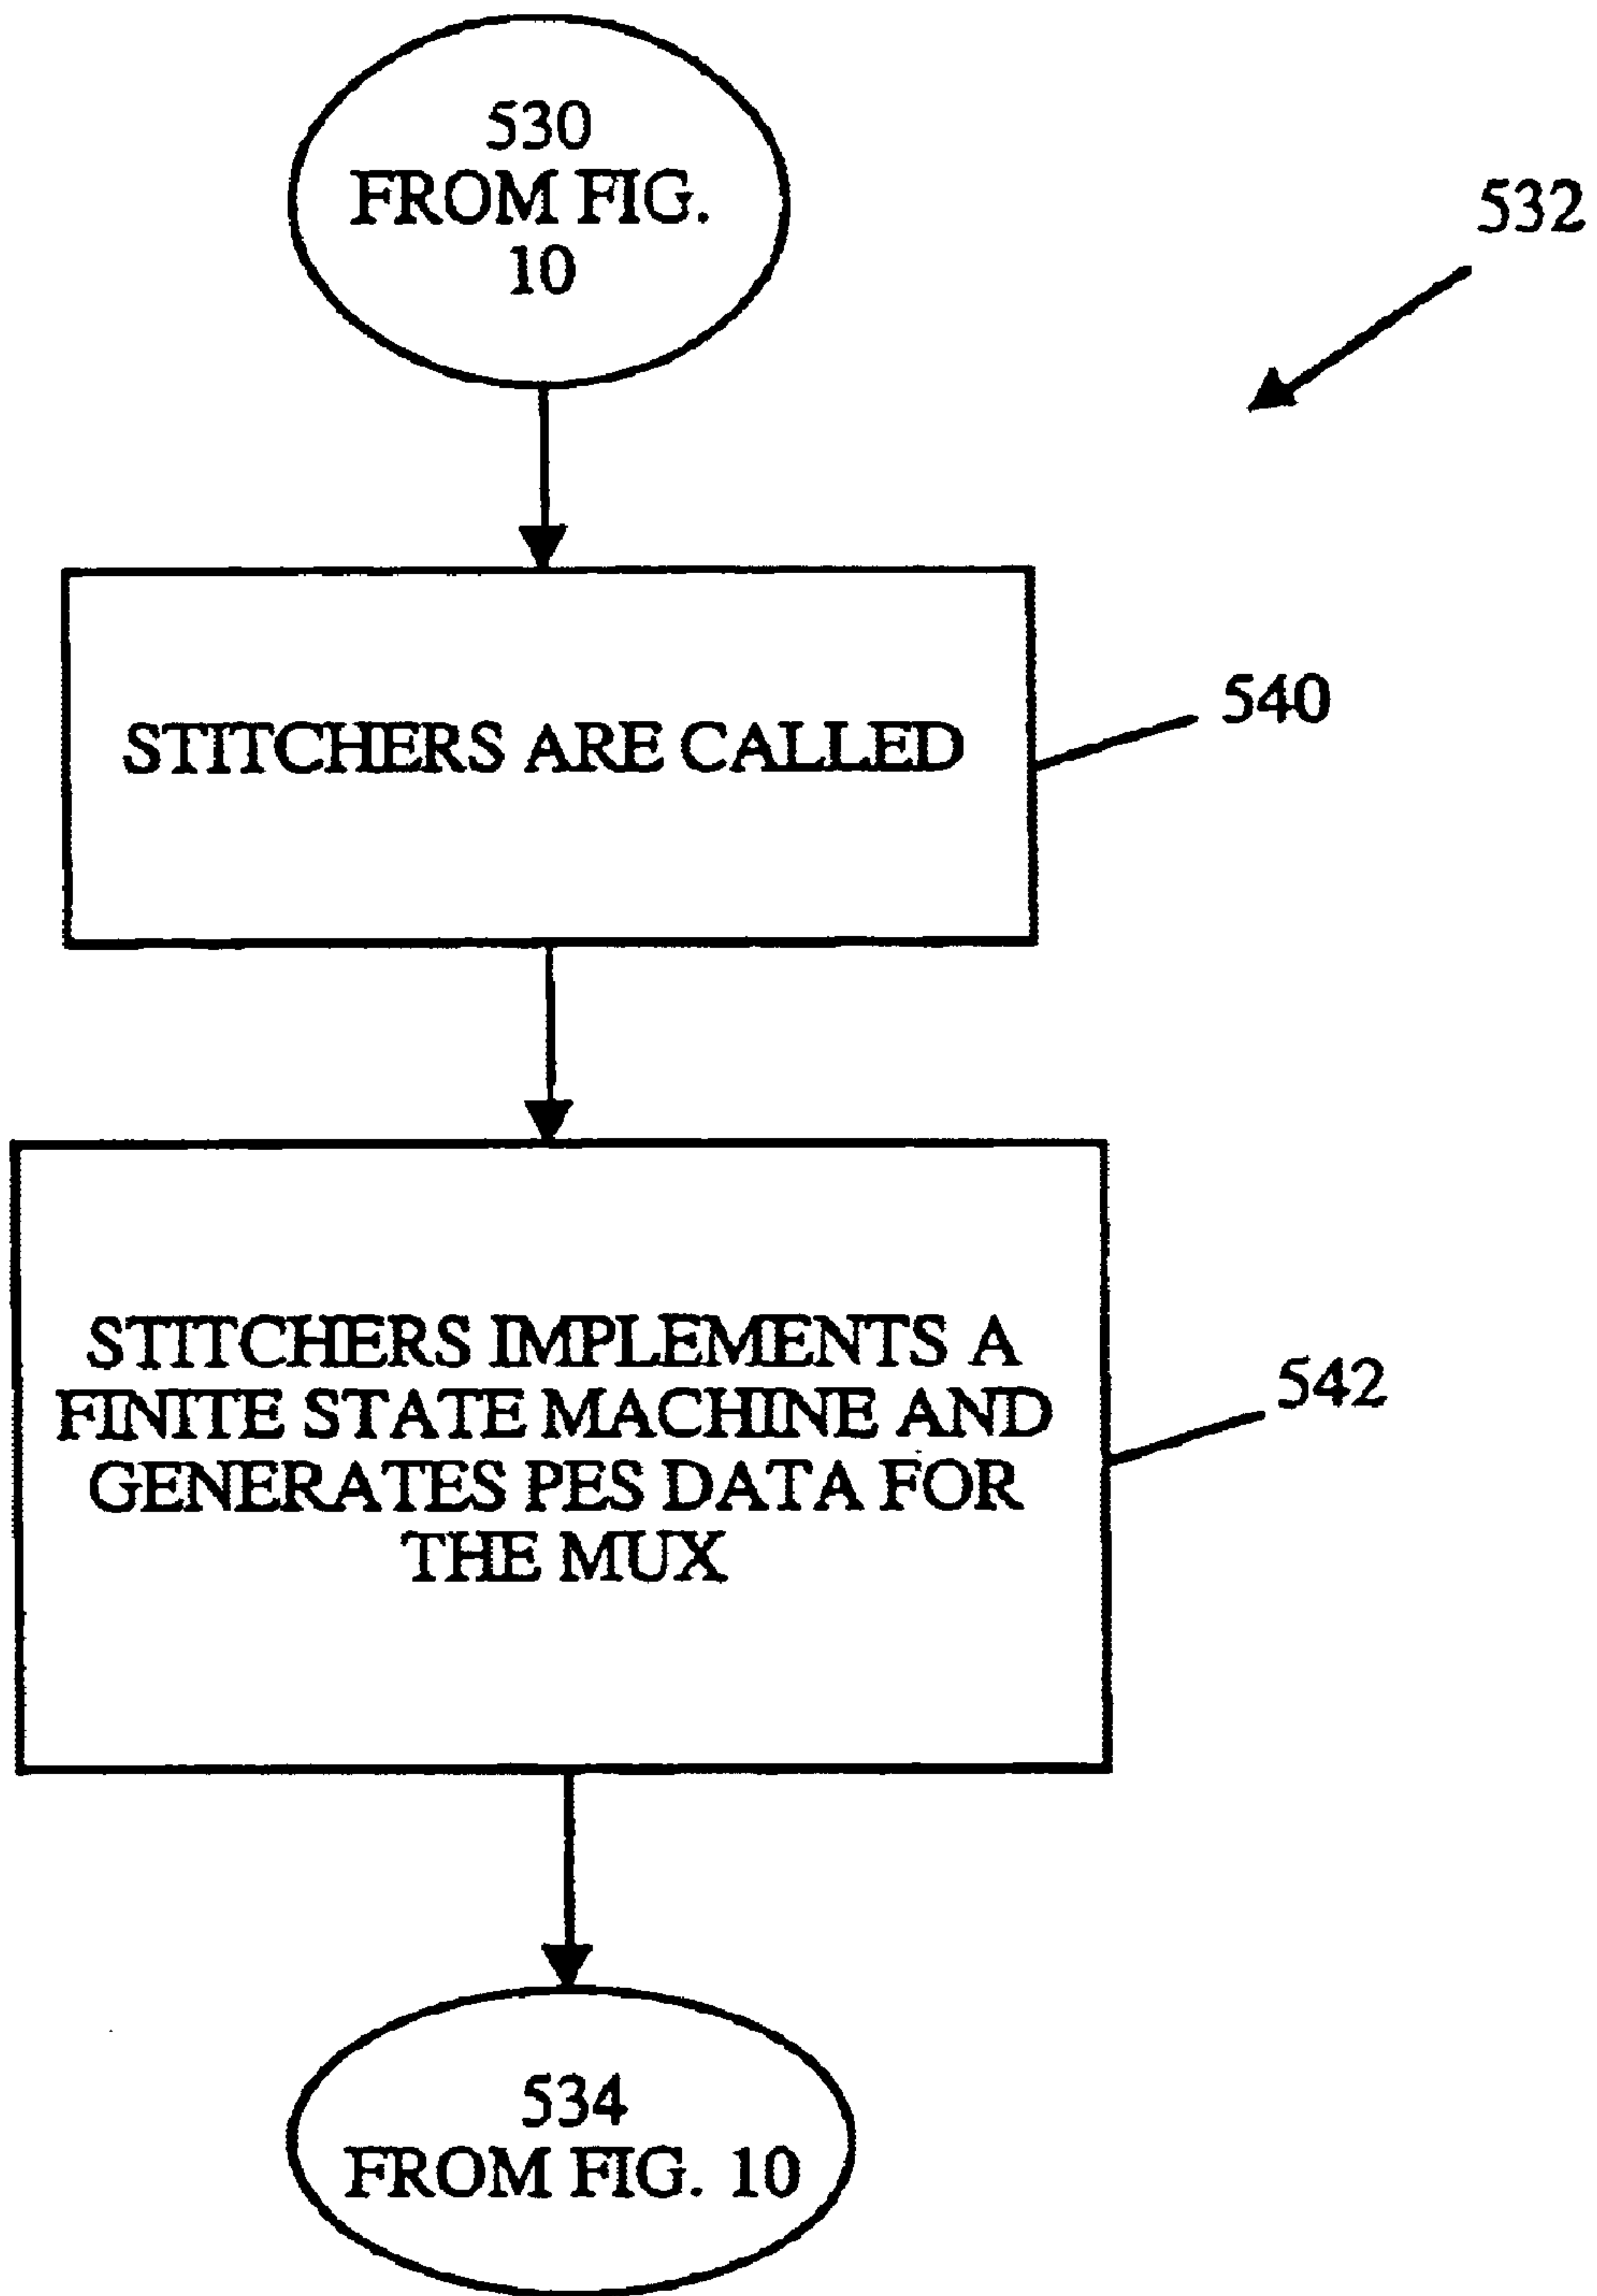 530
FROM FIG.
10
532
STITCHERS ARE CALLED
540
STITCHERS IMPLEMENTS A
FINITE STATE MACHINE AND
GENERATES PES DATA FOR
THE MUX
542
534
FROM FIG. 10